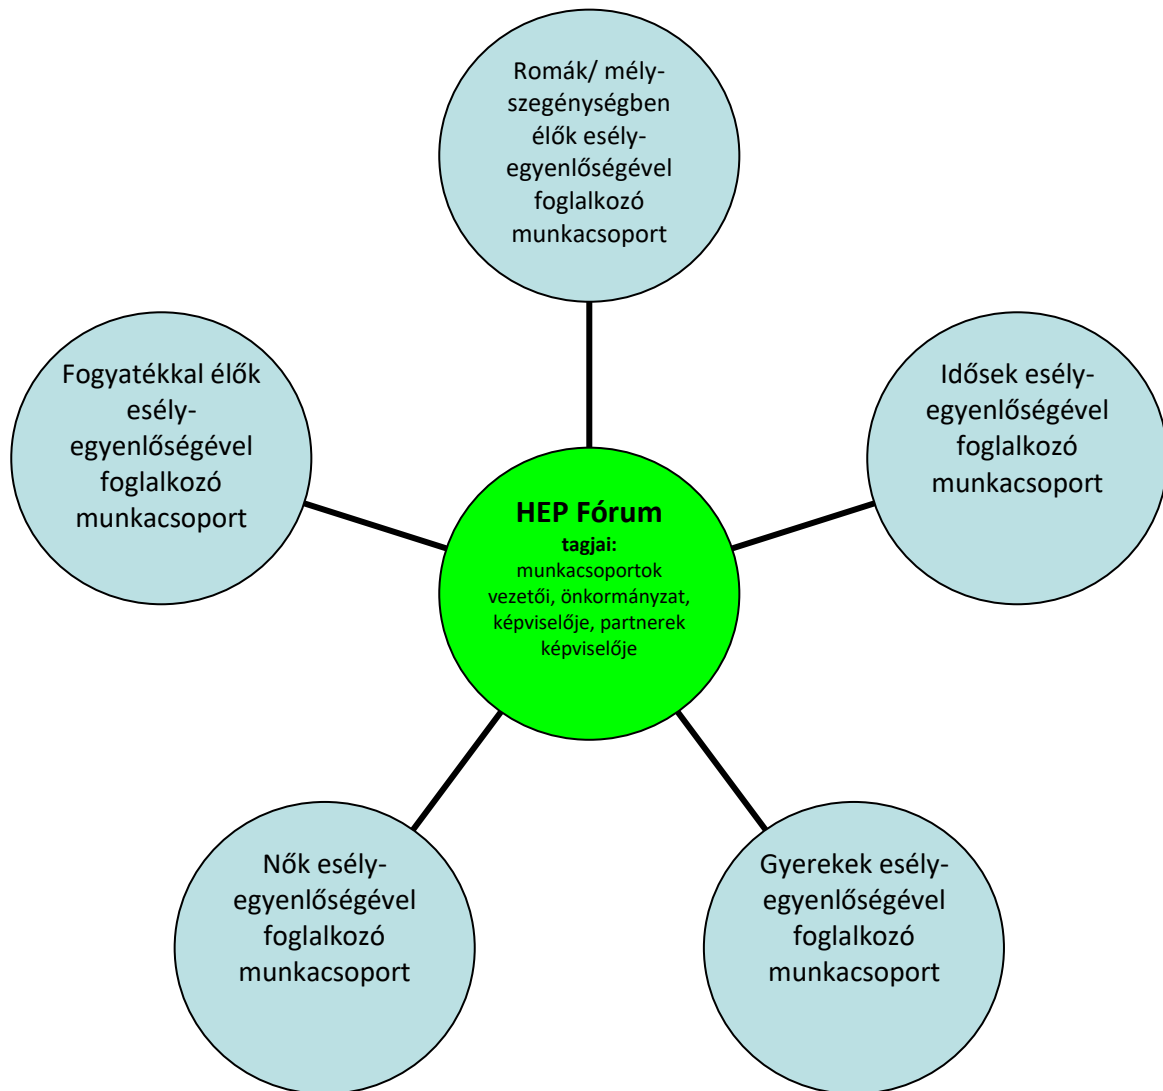 Romák/ mély-
szegénységben
élők esély-
egyenlőségével
foglalkozó
munkacsoport
Fogyatékkal élők
esély-
egyenlőségével
foglalkozó
munkacsoport
Idősek esély-
egyenlőségével
foglalkozó
munkacsoport
HEP Fórum
tagjai:
munkacsoportok
vezetői, önkormányzat,
képviselője, partnerek
képviselője
Nők esély-
egyenlőségével
foglalkozó
munkacsoport
Gyerekek esély-
egyenlőségével
foglalkozó
munkacsoport